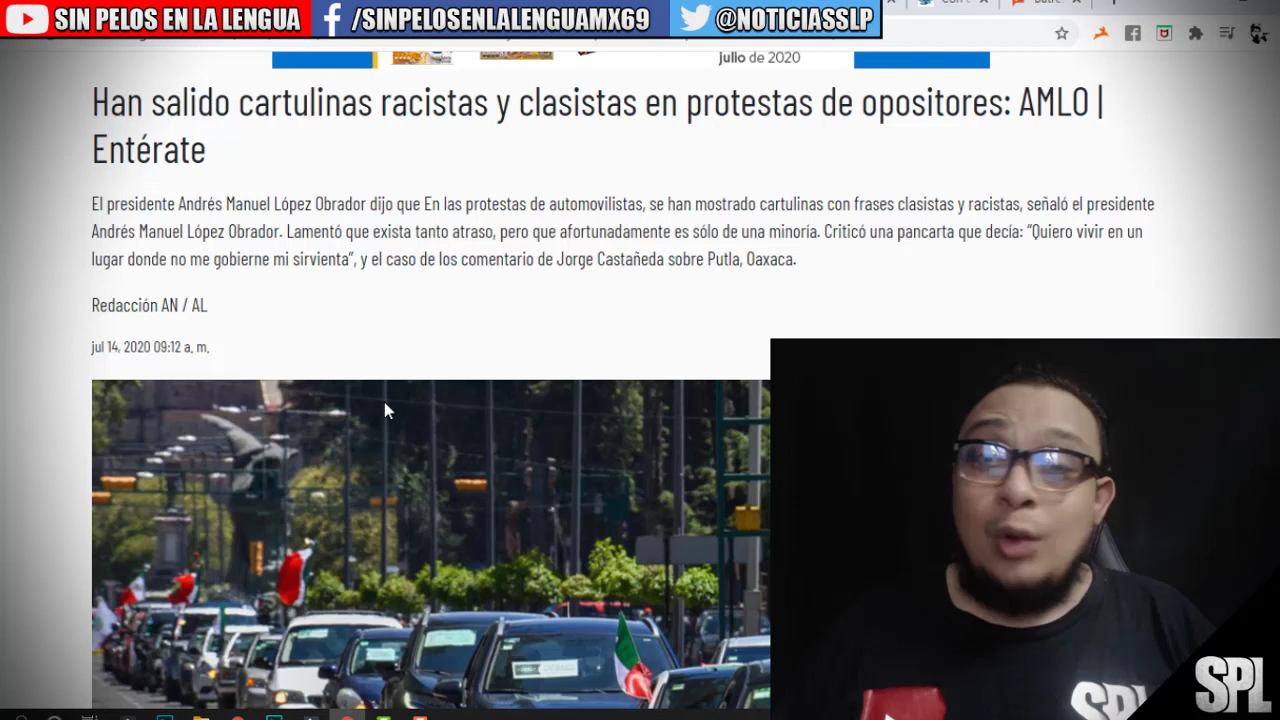 SIN PELOS EN LA LENGUA
/SINPELOSENLALENGUAMX69
@NOTICIASSLP
julio de 2020
Han salido cartulinas racistas y clasistas en protestas de opositores: AMLO |
Entérate
El presidente Andrés Manuel López Obrador dijo que En las protestas de automovilistas, se han mostrado cartulinas con frases clasistas y racistas, señaló el presidente
Andrés Manuel López Obrador. Lamentó que exista tanto atraso, pero que afortunadamente es sólo de una minoría. Criticó una pancarta que decía: “Quiero vivir en un
lugar donde no me gobierne mi sirvienta”, y el caso de los comentario de Jorge Castañeda sobre Putla, Oaxaca.
Redacción AN / AL
jul 14, 2020 09:12 a. m.
SPL
SPL